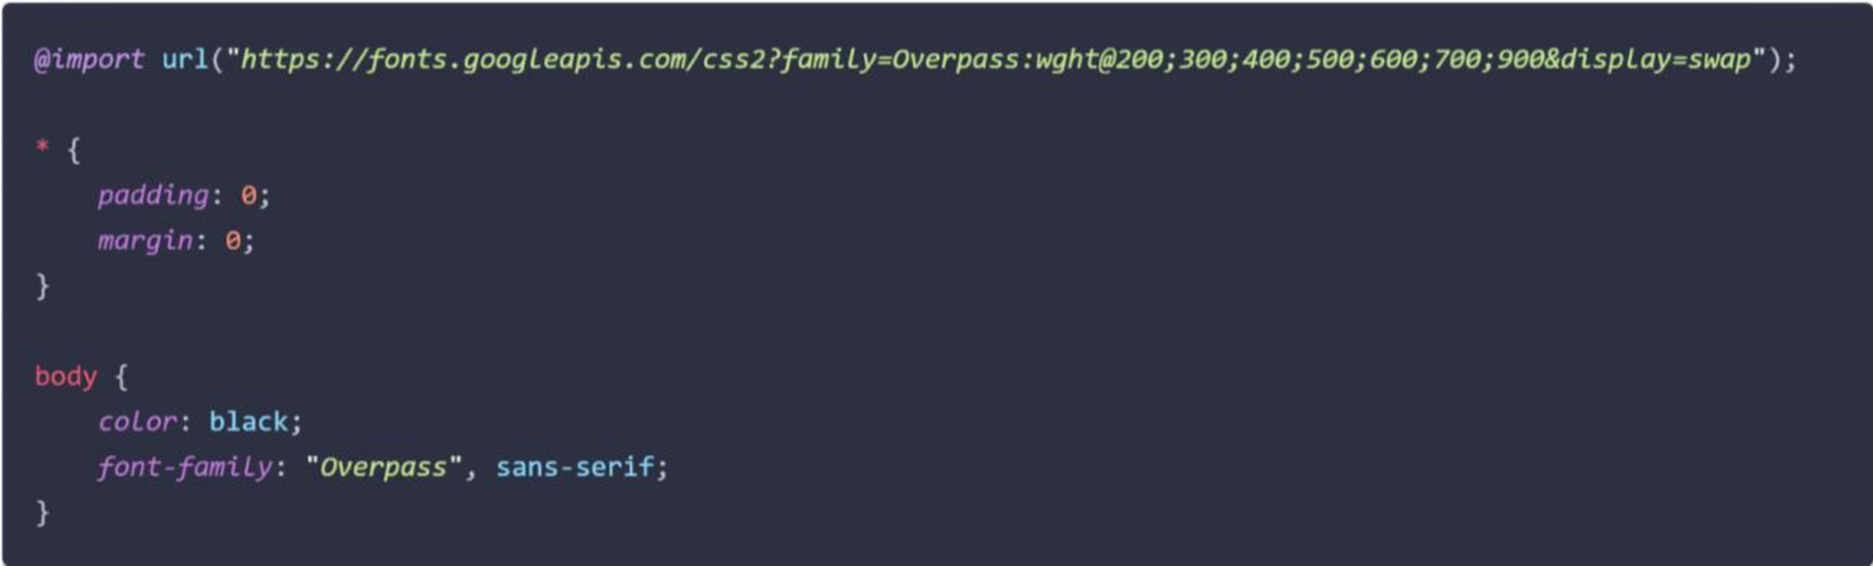 @import url("https://fonts.googleapis.com/css2?family=Overpass:wght@200;300;400;500;600;700;900&display=swap");
* {
padding: 0;
margin: 0;
}
body {
color: black;
font-family: "Overpass", sans-serif;
}